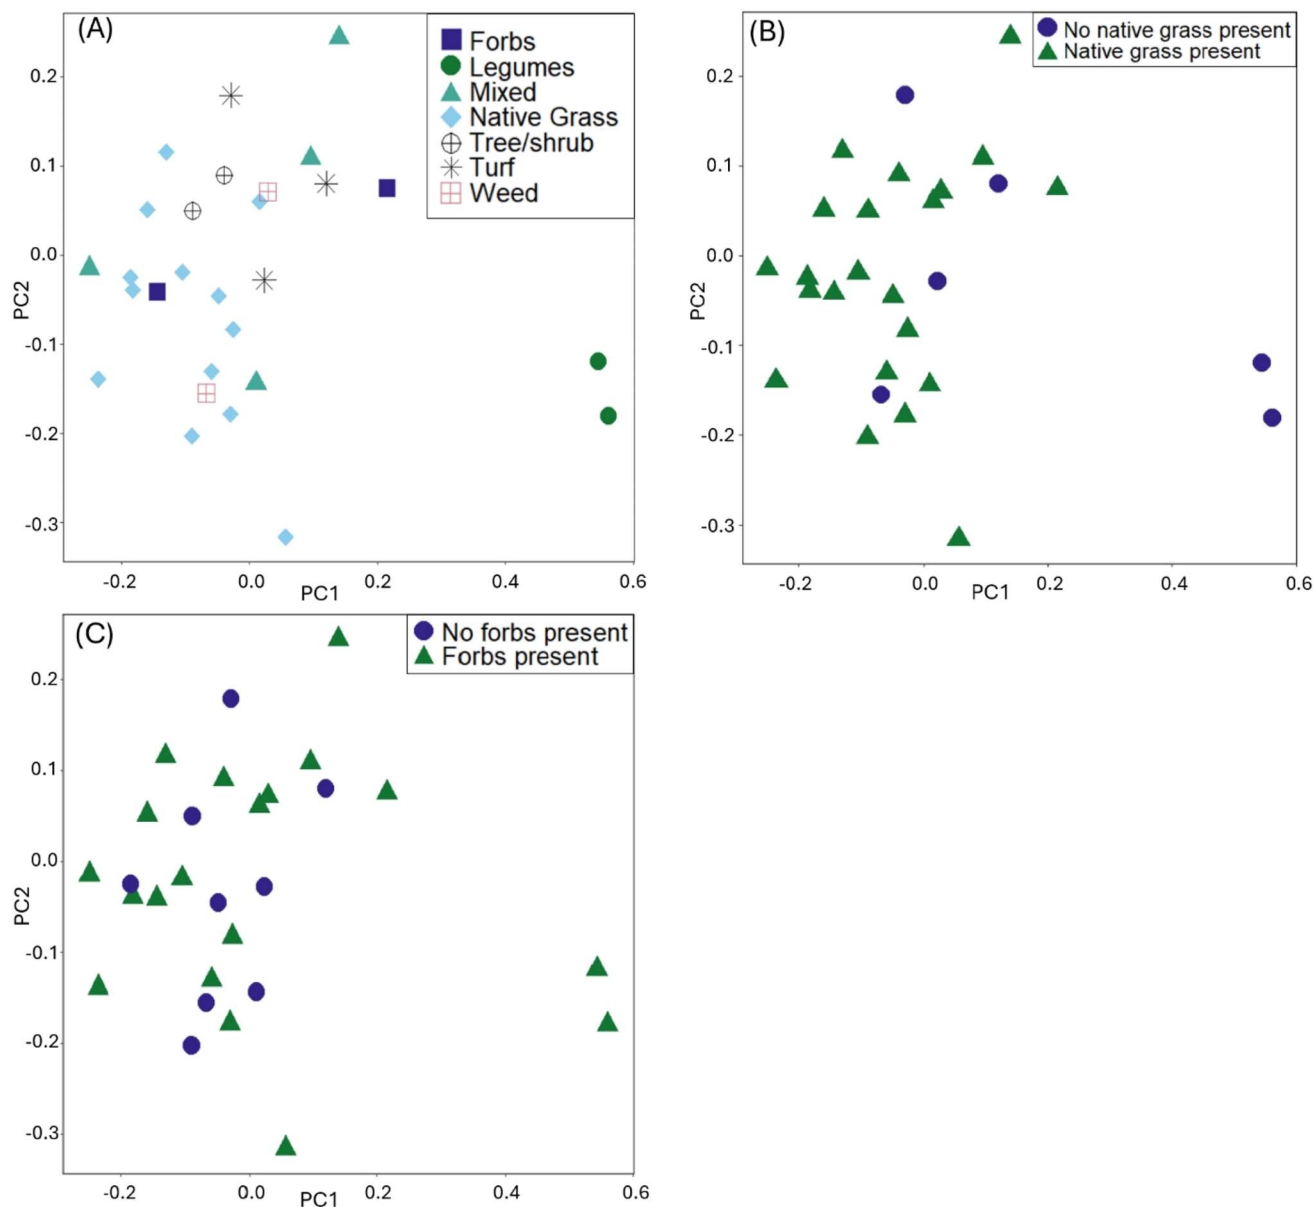 (A)
Forbs
Legumes
Mixed
Native Grass
Tree/shrub
Turf
Weed
0.2
0.1
0.0
-0.1
-0.2
-0.3
PC2
-0.2 0.0 0.2 0.4 0.6
PC1
(B)
No native grass present
Native grass present
0.2
0.1
0.0
-0.1
-0.2
-0.3
PC2
-0.2 0.0 0.2 0.4 0.6
PC1
(C)
No forbs present
Forbs present
0.2
0.1
0.0
-0.1
-0.2
-0.3
PC2
-0.2 0.0 0.2 0.4 0.6
PC1